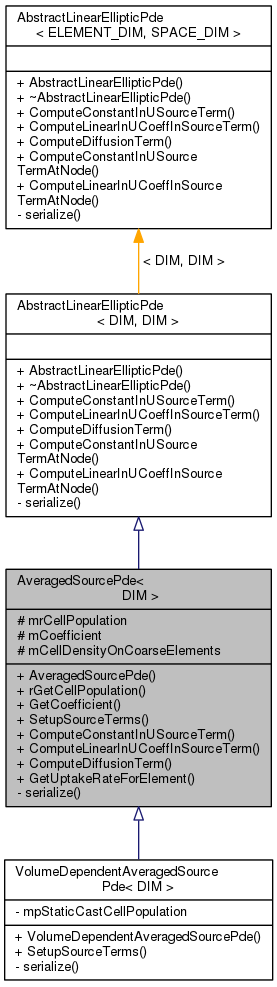 AbstractLinearEllipticPde
< ELEMENT_DIM, SPACE_DIM >
+ AbstractLinearEllipticPde()
+ ~AbstractLinearEllipticPde()
+ ComputeConstantInUSourceTerm()
+ ComputeLinearInUCoeffInSourceTerm()
+ ComputeDiffusionTerm()
+ ComputeConstantInUSource
TermAtNode()
+ ComputeLinearInUCoeffInSource
TermAtNode()
- serialize()
< DIM, DIM >
AbstractLinearEllipticPde
< DIM, DIM >
+ AbstractLinearEllipticPde()
+ ~AbstractLinearEllipticPde()
+ ComputeConstantInUSourceTerm()
+ ComputeLinearInUCoeffInSourceTerm()
+ ComputeDiffusionTerm()
+ ComputeConstantInUSource
TermAtNode()
+ ComputeLinearInUCoeffInSource
TermAtNode()
- serialize()
AveragedSourcePde<
DIM >
# mrCellPopulation
# mCoefficient
# mCellDensityOnCoarseElements
+ AveragedSourcePde()
+ rGetCellPopulation()
+ GetCoefficient()
+ SetupSourceTerms()
+ ComputeConstantInUSourceTerm()
+ ComputeLinearInUCoeffInSourceTerm()
+ ComputeDiffusionTerm()
+ GetUptakeRateForElement()
- serialize()
VolumeDependentAveragedSource
Pde< DIM >
- mpStaticCastCellPopulation
+ VolumeDependentAveragedSourcePde()
+ SetupSourceTerms()
- serialize()